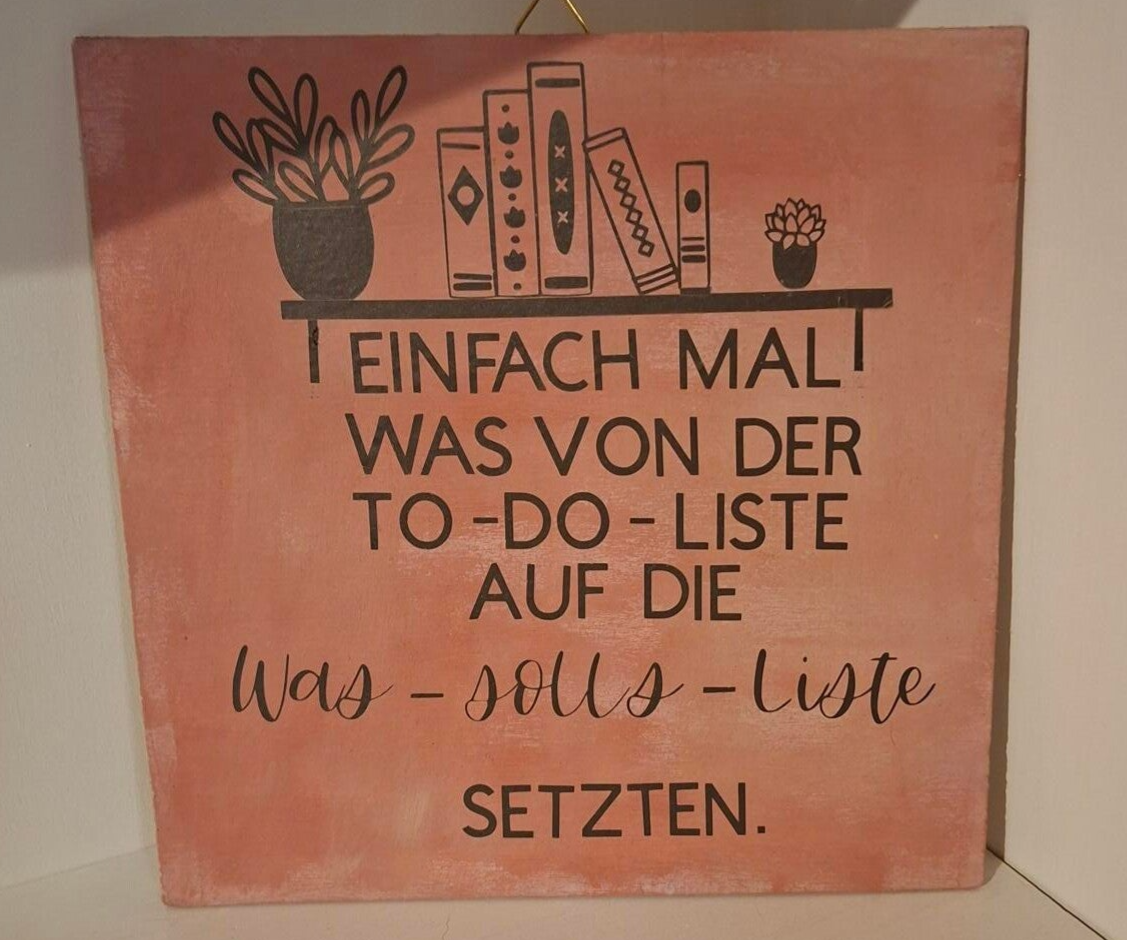 EINFACH MAL
WAS VON DER
TO-DO-LISTE
AUF DIE
Was-solls-Liste
SETZTEN.